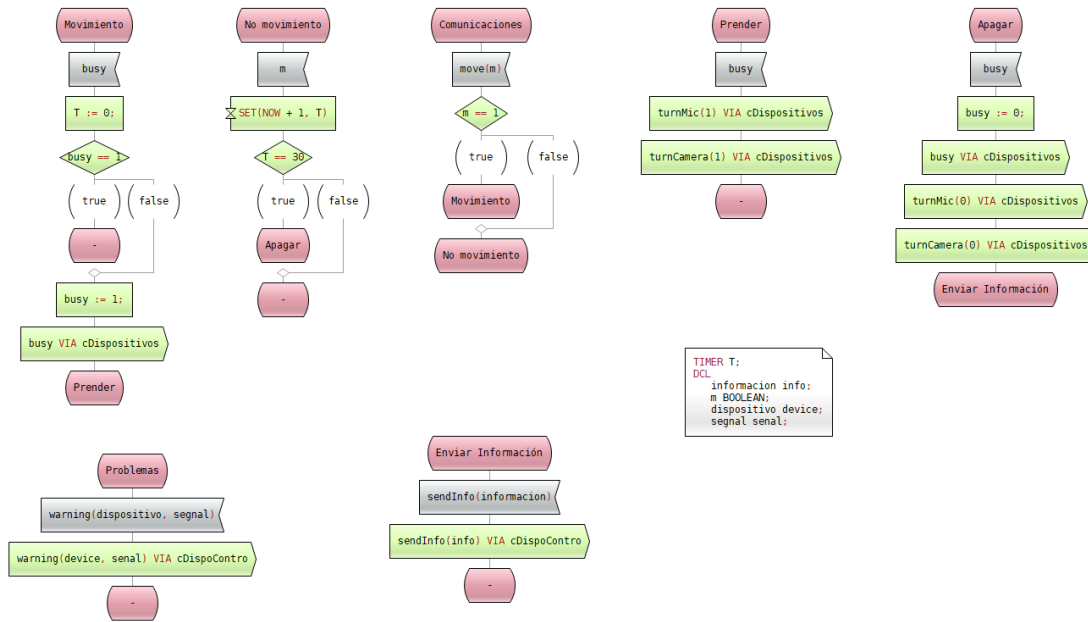 Movimiento
busy
T := 0;
busy == 1
true
false
-
busy := 1;
busy VIA cDispositivos
Prender
No movimiento
m
SET(NOW + 1, T)
T == 30
true
false
Apagar
-
Comunicaciones
move(m)
m == 1
true
false
Movimiento
No movimiento
Prender
busy
turnMic(1) VIA cDispositivos
turnCamera(1) VIA cDispositivos
-
Apagar
busy
busy := 0;
busy VIA cDispositivos
turnMic(0) VIA cDispositivos
turnCamera(0) VIA cDispositivos
Enviar Información
TIMER T;
DCL
informacion info;
m BOOLEAN;
dispositivo device;
segnal senal;
Problemas
warning(dispositivo, segnal)
warning(device, senal) VIA cDispoContro
-
Enviar Información
sendInfo(informacion)
sendInfo(info) VIA cDispoContro
-